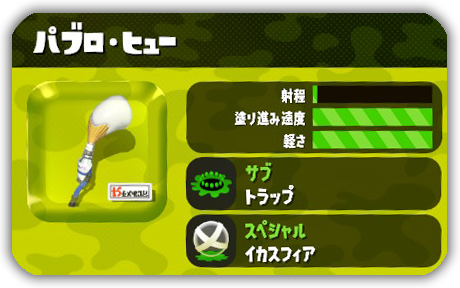 パブロ・ヒュー
射程
塗り進み速度
軽さ
サブ
トラップ
スペシャル
イカスフィア